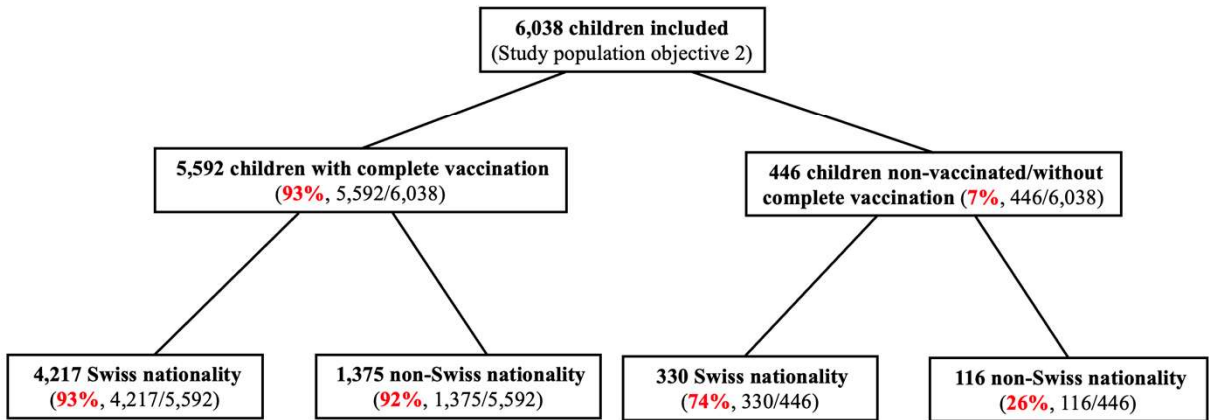 6,038 children included
(Study population objective 2)
5,592 children with complete vaccination
(93%, 5,592/6,038)
446 children non-vaccinated/without
complete vaccination (7%, 446/6,038)
4,217 Swiss nationality
(93%, 4,217/5,592)
1,375 non-Swiss nationality
(92%, 1,375/5,592)
330 Swiss nationality
(74%, 330/446)
116 non-Swiss nationality
(26%, 116/446)